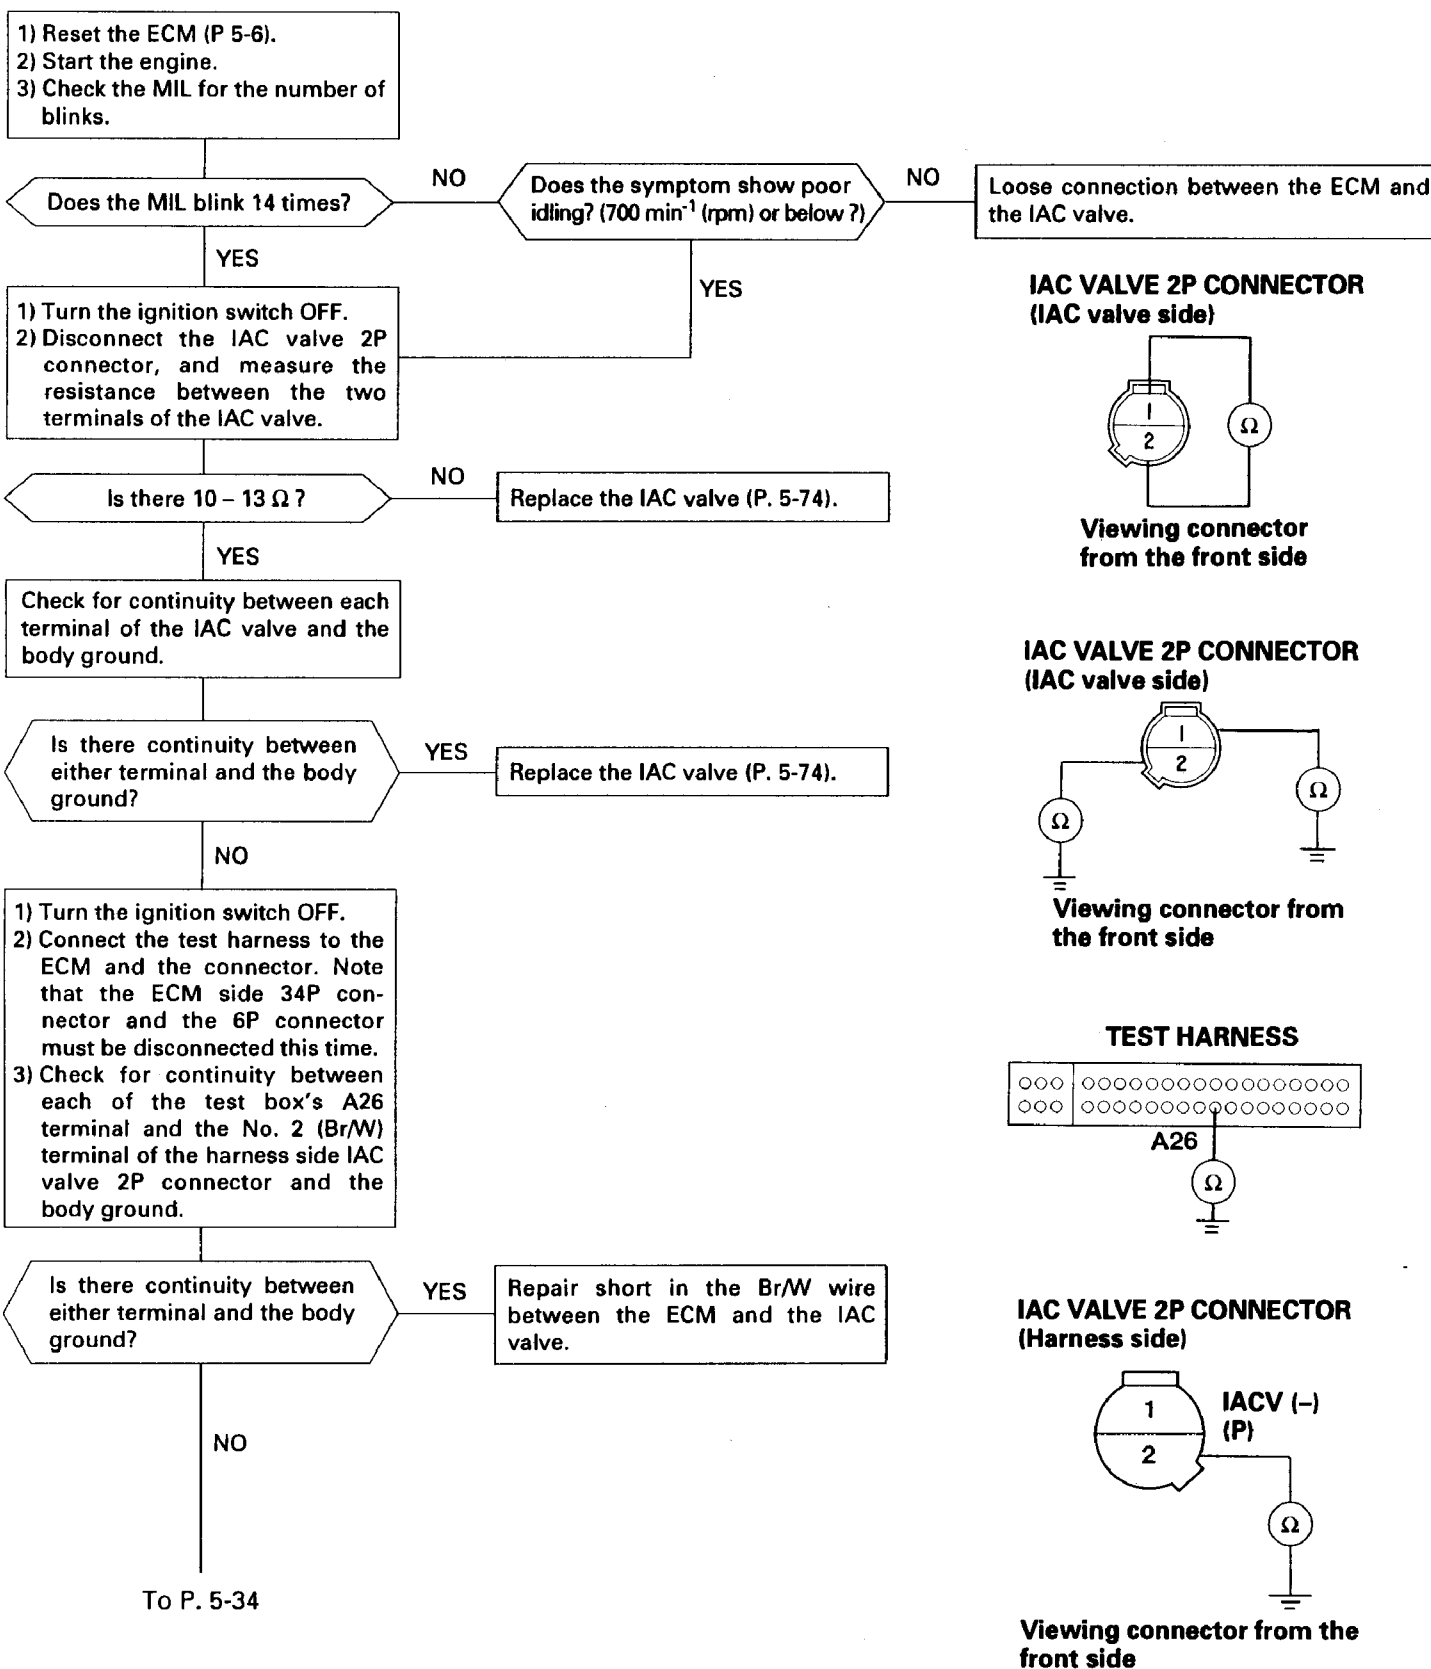 1) Reset the ECM (P 5-6).
2) Start the engine.
3) Check the MIL for the number of
blinks.
Does the MIL blink 14 times?
NO
Does the symptom show poor
idling? (700 min⁻¹ (rpm) or below ?)
NO
Loose connection between the ECM and
the IAC valve.
YES
YES
1) Turn the ignition switch OFF.
2) Disconnect the IAC valve 2P
connector, and measure the
resistance between the two
terminals of the IAC valve.
IAC VALVE 2P CONNECTOR
(IAC valve side)
1
2
Ω
Viewing connector
from the front side
Is there 10 – 13 Ω ?
NO
Replace the IAC valve (P. 5-74).
YES
Check for continuity between each
terminal of the IAC valve and the
body ground.
IAC VALVE 2P CONNECTOR
(IAC valve side)
1
2
Ω
Ω
Viewing connector from
the front side
Is there continuity between
either terminal and the body
ground?
YES
Replace the IAC valve (P. 5-74).
NO
1) Turn the ignition switch OFF.
2) Connect the test harness to the
ECM and the connector. Note
that the ECM side 34P con-
nector and the 6P connector
must be disconnected this time.
3) Check for continuity between
each of the test box's A26
terminal and the No. 2 (Br/W)
terminal of the harness side IAC
valve 2P connector and the
body ground.
TEST HARNESS
A26
Ω
Is there continuity between
either terminal and the body
ground?
YES
Repair short in the Br/W wire
between the ECM and the IAC
valve.
IAC VALVE 2P CONNECTOR
(Harness side)
1
2
IACV (–)
(P)
Ω
Viewing connector from the
front side
NO
To P. 5-34